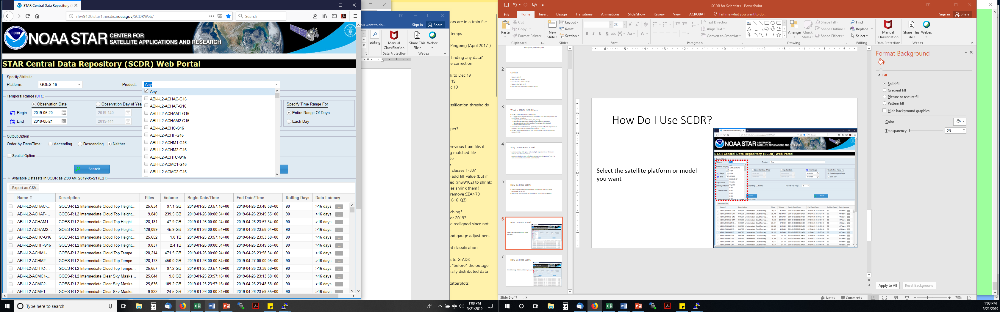 STAR Central Data Repository (S
rhw9120.star1.nesdis.noaa.gov/SCDRWeb/
Search
NOAA
NOAA STAR CENTER FOR
SATELLITE APPLICATIONS AND RESEARCH
STAR Central Data Repository (SCDR) Web Portal
Specify Attribute
Platform: GOES-16 Product: Any
Any
ABI-I-L2-ACHAC-G16
ABI-I-L2-ACHAF-G16
ABI-I-L2-ACHAM1-G16
ABI-I-L2-ACHAM2-G16
ABI-I-L2-ACHC-G16
ABI-I-L2-ACHF-G16
ABI-I-L2-ACHM1-G16
ABI-I-L2-ACHM2-G16
ABI-I-L2-ACHTC-G16
ABI-I-L2-ACMC1-G16
ABI-I-L2-ACMC2-G16
Temporal Range (UTC)
Observation Date Observation Day of Yea
Begin 2019-05-20 2019-140
End 2019-05-21 2019-141
Specify Time Range For
Entire Range Of Days
Each Day
Output Option
Order by Date/Time: Ascending Descending Neither
Spatial Option
Search
Available Datasets in SCDR as 2:00 AM, 2019-05-21 (EST)
Export as CSV
Name Description Files Volume Begin Date/Time End Date/Time Rolling Days Data Latency
ABI-I-L2-ACHAC-... GOES-R L2 Intermediate Cloud Top Height... 25,634 97.1 GB 2019-01-25 23:57:16+00 2019-04-26 23:48:58+00 90 >16 days ...
ABI-I-L2-ACHAF-... GOES-R L2 Intermediate Cloud Top Height... 9,840 239.5 GB 2019-01-26 00:00:34+00 2019-04-26 23:49:55+00 90 >16 days ...
ABI-I-L2-ACHAM1... GOES-R L2 Intermediate Cloud Top Height... 128,181 47.9 GB 2019-01-26 00:00:24+00 2019-04-26 23:57:34+00 90 >16 days ...
ABI-I-L2-ACHAM2... GOES-R L2 Intermediate Cloud Top Height... 128,089 45.9 GB 2019-01-26 00:00:54+00 2019-04-26 23:58:04+00 90 >16 days ...
ABI-I-L2-ACHC-G16 GOES-R L2 Intermediate Cloud Top Height... 25,652 1.0 TB 2019-01-25 23:57:16+00 2019-04-26 23:53:58+00 90 >16 days ...
ABI-I-L2-ACHF-G16 GOES-R L2 Intermediate Cloud Top Height... 9,837 2.4 TB 2019-01-26 00:00:34+00 2019-04-26 23:49:55+00 90 >16 days ...
ABI-I-L2-ACHM1-... GOES-R L2 Intermediate Cloud Top Tempe... 128,214 471.5 GB 2019-01-26 00:00:24+00 2019-04-26 23:58:34+00 90 >16 days ...
ABI-I-L2-ACHM2-... GOES-R L2 Intermediate Cloud Top Tempe... 128,173 450.0 GB 2019-01-26 00:00:54+00 2019-04-27 00:00:05+00 90 >16 days ...
ABI-I-L2-ACHTC-... GOES-R L2 Intermediate Cloud Top Tempe... 25,657 97.2 GB 2019-01-25 23:57:16+00 2019-04-26 23:38:58+00 90 >16 days ...
ABI-I-L2-ACMC1-... GOES-R L2 Intermediate Clear Sky Masks... 25,644 9.8 GB 2019-01-25 23:57:16+00 2019-04-26 23:13:58+00 90 >16 days ...
ABI-I-L2-ACMC2-... GOES-R L2 Intermediate Clear Sky Masks... 25,636 109.2 GB 2019-01-25 23:57:16+00 2019-04-26 23:48:58+00 90 >16 days ...
ABI-I-L2-ACMF1-... GOES-R L2 Intermediate Clear Sky Masks... 9,833 24.5 GB 2019-01-26 00:00:34+00 2019-04-26 23:59:55+00 90 >16 days ...
ou want to do... Sign in Share
Editing Manual Classification Share This File Webex
Data Protection Webex
6 7
tors are in a train file
temps
Pingping (April 2017-)
finding any data?
le correction
ck to Dec 19
19
ec 19
assification thresholds
aper?
previous train file, it
g matched file
de
r classes 1-33?
add fill_value (but if
ted (rhw9102) to shrink)
les shrink them?
remove SZA>70
_G16_Q3)
tching?
for 2019?
be realigned since not
and gauge adjustment
nt classification
s to GrADS
s *before* the outage!
nally distributed data
catterplots
SCDR for Scientists - PowerPoint
File Home Insert Design Transitions Animations Slide Show Review View ACROBAT Tell me what you want to do... Sign in Share
Paste Cut Copy Format Painter
Clipboard
New Slide Layout Reset Section
Slides
28
Font
Text Direction Align Text Convert to SmartArt
Paragraph
Arrange Quick Styles Shape Fill Shape Outline Shape Effects
Drawing
Find Replace Select
Editing
Manual Classification
Data Protection
Share This File Webex
Webex
2
Outline
3
What is SCDR? SCDR Facts
4
Why Do We Have SCDR?
5
How Do I Use SCDR?
6
How Do I Use SCDR?
7
How Do I Use SCDR?
How Do I Use SCDR?
Select the satellite platform or model
you want
NOAA STAR CENTER FOR
SATELLITE APPLICATIONS AND RESEARCH
STAR Central Data Repository (SCDR) Web Portal
Format Background
Fill
Solid fill
Gradient fill
Picture or texture fill
Pattern fill
Hide background graphics
Color
Transparency 0%
Apply to All Reset Background
Slide 6 of 7 Notes Comments 70%
Type here to search
1:08 PM
5/21/2019
1:08 PM
5/21/2019